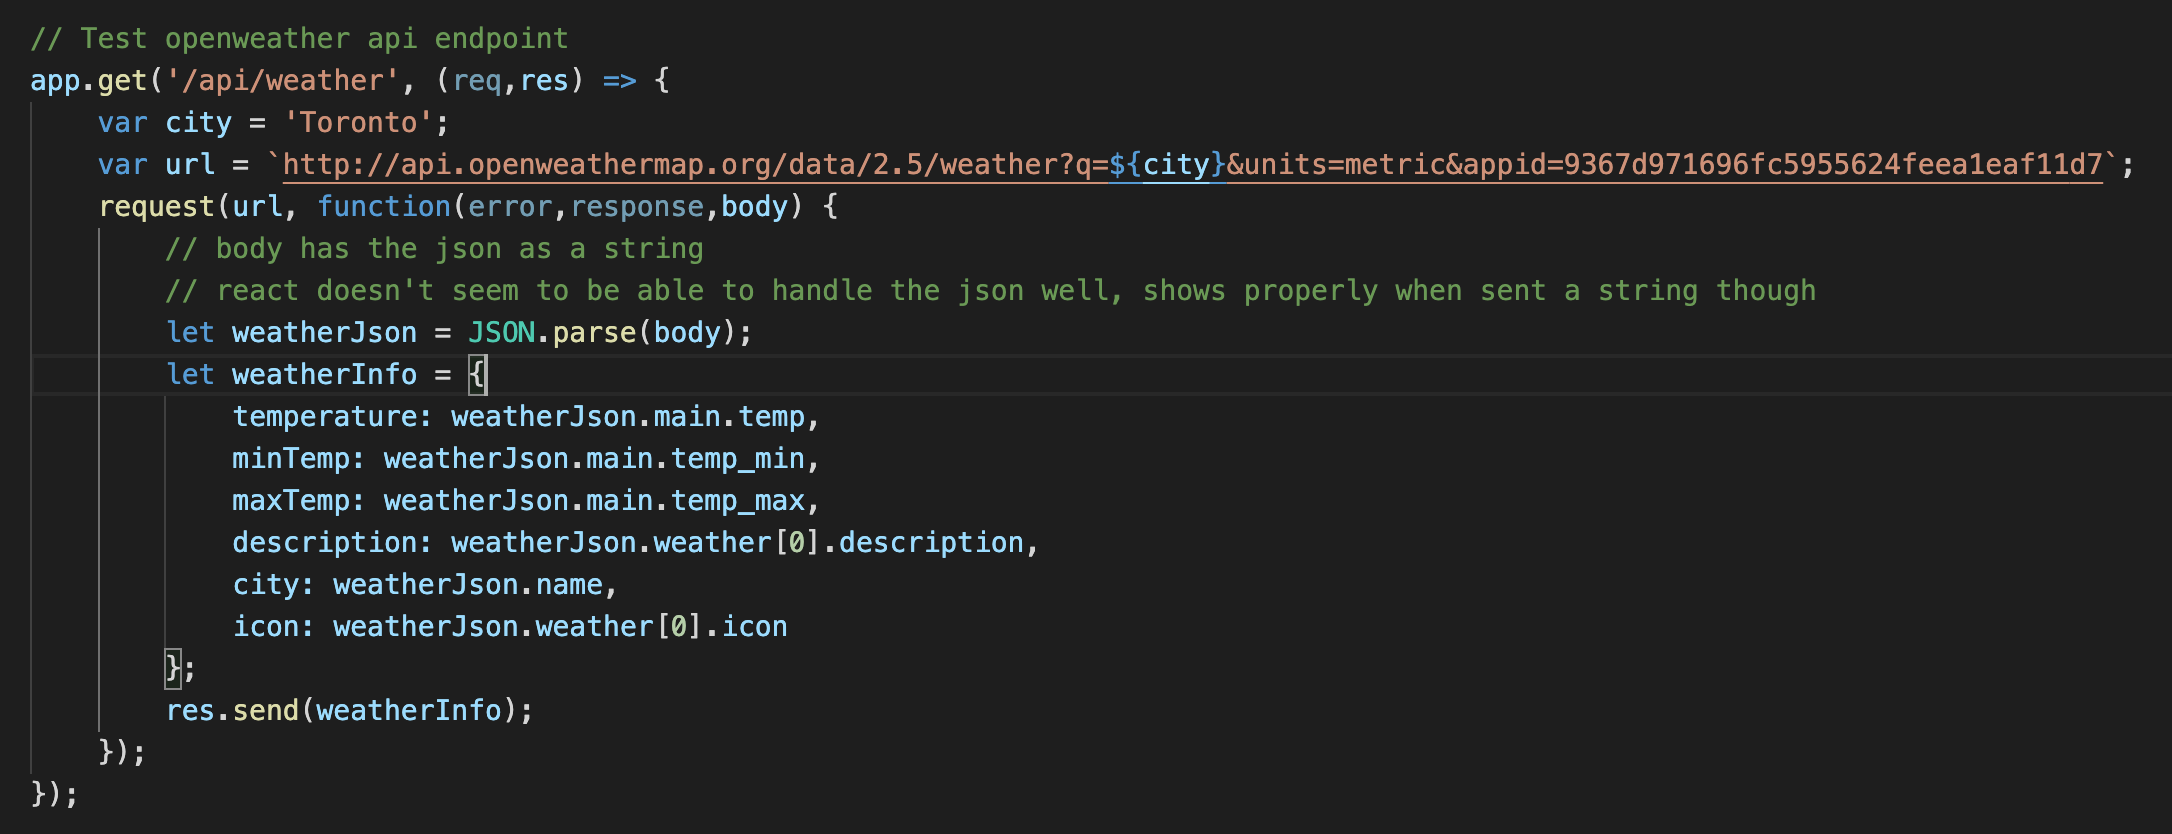 // Test openweather api endpoint
app.get('/api/weather', (req,res) => {
    var city = 'Toronto';
    var url = `http://api.openweathermap.org/data/2.5/weather?q=${city}&units=metric&appid=9367d971696fc5955624feea1eaf11d7`;
    request(url, function(error,response,body) {
        // body has the json as a string
        // react doesn't seem to be able to handle the json well, shows properly when sent a string though
        let weatherJson = JSON.parse(body);
        let weatherInfo = {
            temperature: weatherJson.main.temp,
            minTemp: weatherJson.main.temp_min,
            maxTemp: weatherJson.main.temp_max,
            description: weatherJson.weather[0].description,
            city: weatherJson.name,
            icon: weatherJson.weather[0].icon
        };
        res.send(weatherInfo);
    });
});